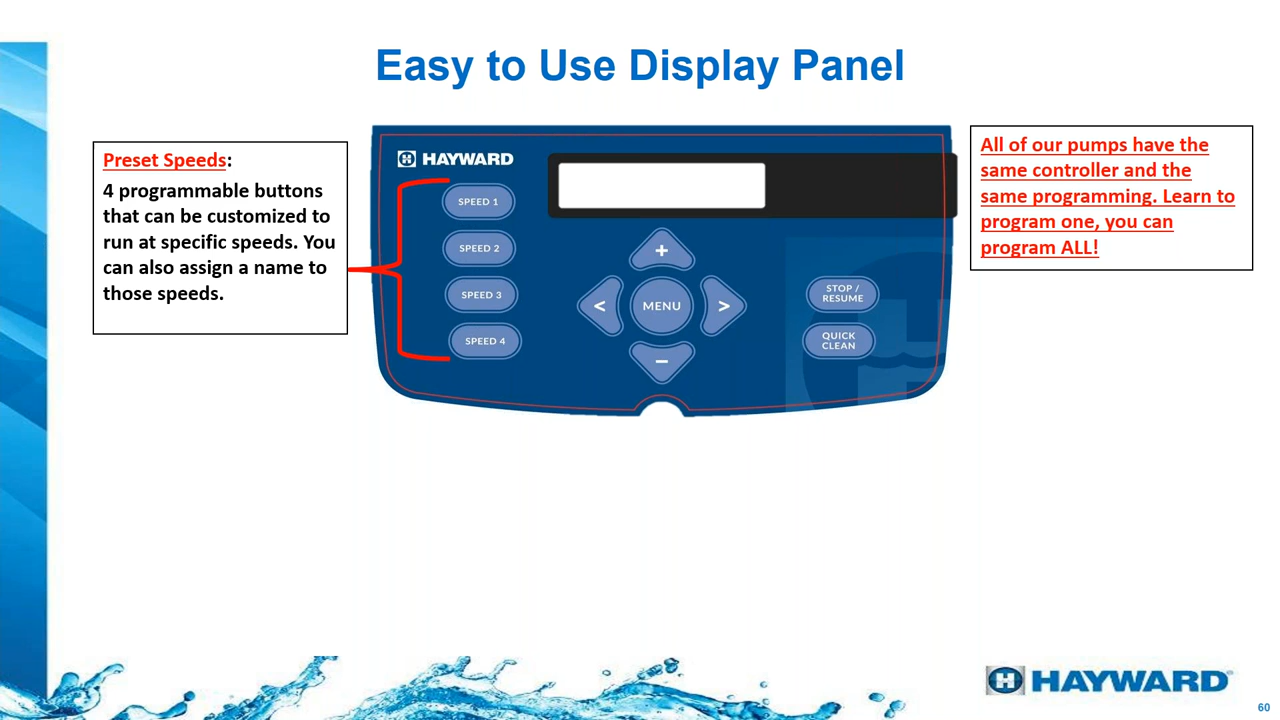 Easy to Use Display Panel
Preset Speeds:
4 programmable buttons
that can be customized to
run at specific speeds. You
can also assign a name to
those speeds.
HAYWARD
SPEED 1
SPEED 2
SPEED 3
SPEED 4
+
<
MENU
>
−
STOP /
RESUME
QUICK
CLEAN
All of our pumps have the
same controller and the
same programming. Learn to
program one, you can
program ALL!
HAYWARD
60